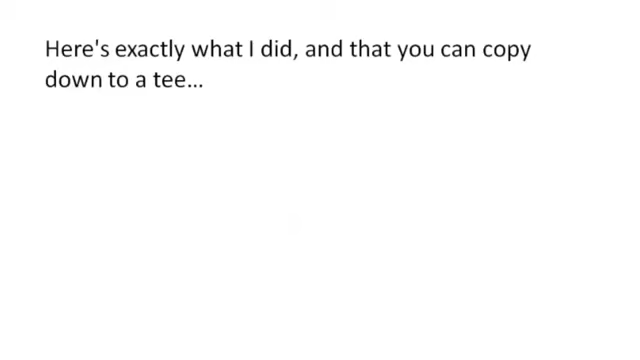 Here's exactly what I did, and that you can copy
down to a tee...